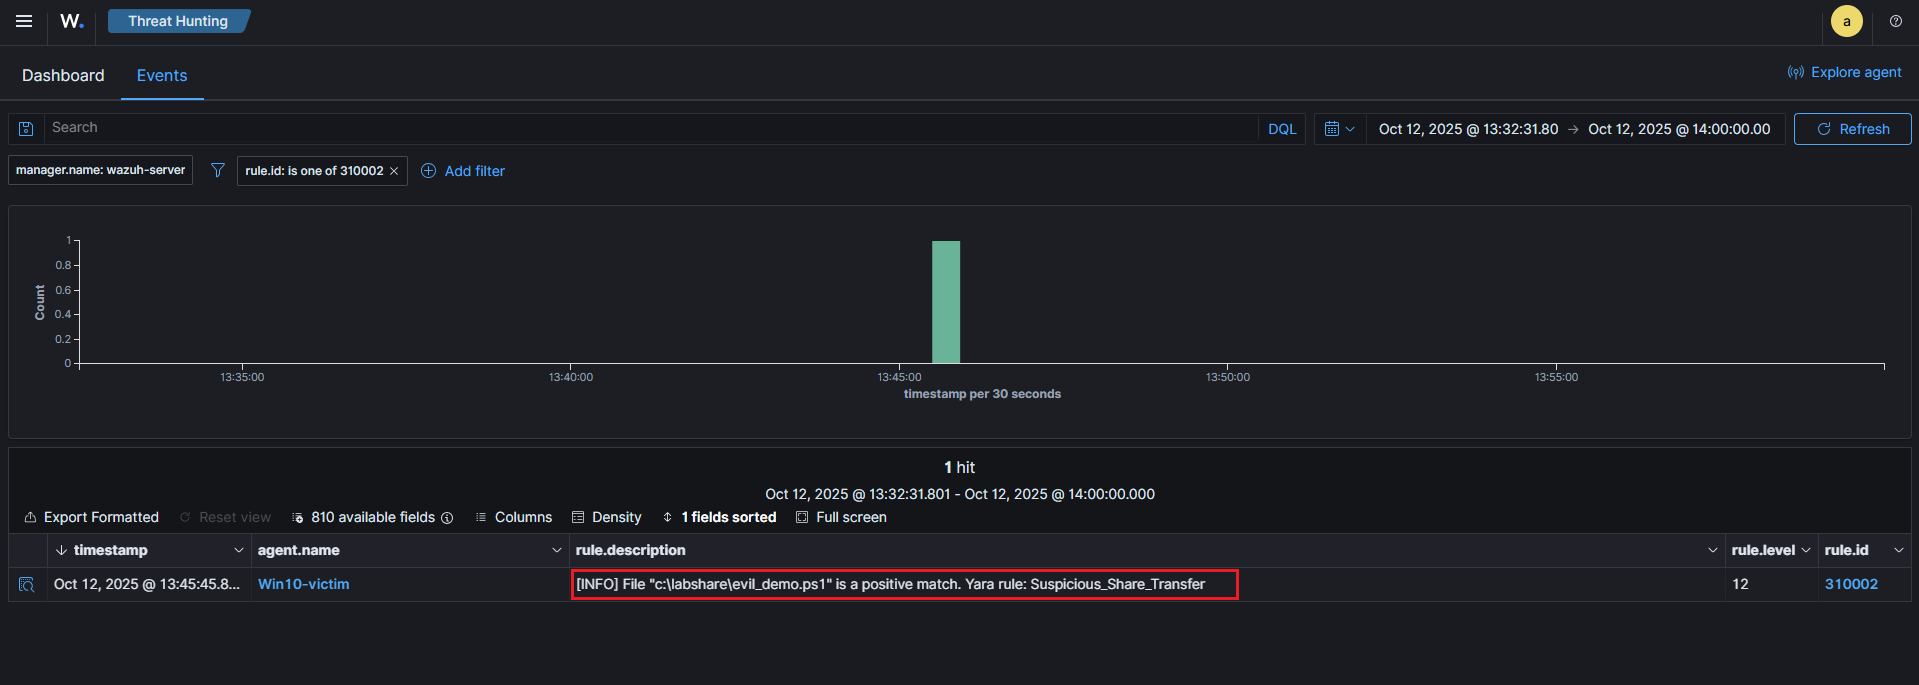 W. Threat Hunting a
Dashboard Events Explore agent
Search DQL Oct 12, 2025 @ 13:32:31.80 → Oct 12, 2025 @ 14:00:00.00 Refresh
manager.name: wazuh-server rule.id: is one of 310002 × Add filter
1
0.8
0.6
0.4
0.2
0
Count
13:35:00 13:40:00 13:45:00 13:50:00 13:55:00
timestamp per 30 seconds
1 hit
Oct 12, 2025 @ 13:32:31.801 - Oct 12, 2025 @ 14:00:00.000
Export Formatted Reset view 810 available fields Columns Density 1 fields sorted Full screen
timestamp agent.name rule.description rule.level rule.id
Oct 12, 2025 @ 13:45:45.8... Win10-victim [INFO] File "c:\labshare\evil_demo.ps1" is a positive match. Yara rule: Suspicious_Share_Transfer 12 310002